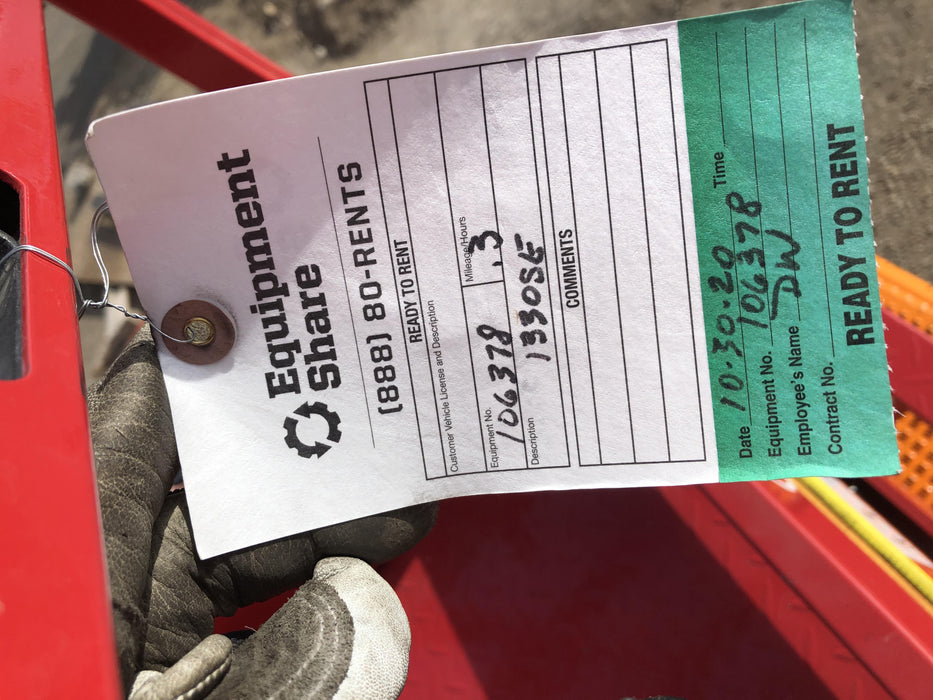 Equipment
Share
(888) 80-RENTS
READY TO RENT
Customer Vehicle License and Description
Equipment No. 106378 Mileage/Hours .3
Description 1330SE
COMMENTS
Date 10.30.20 Time
Equipment No. 106378
Employee's Name DW
Contract No.
READY TO RENT